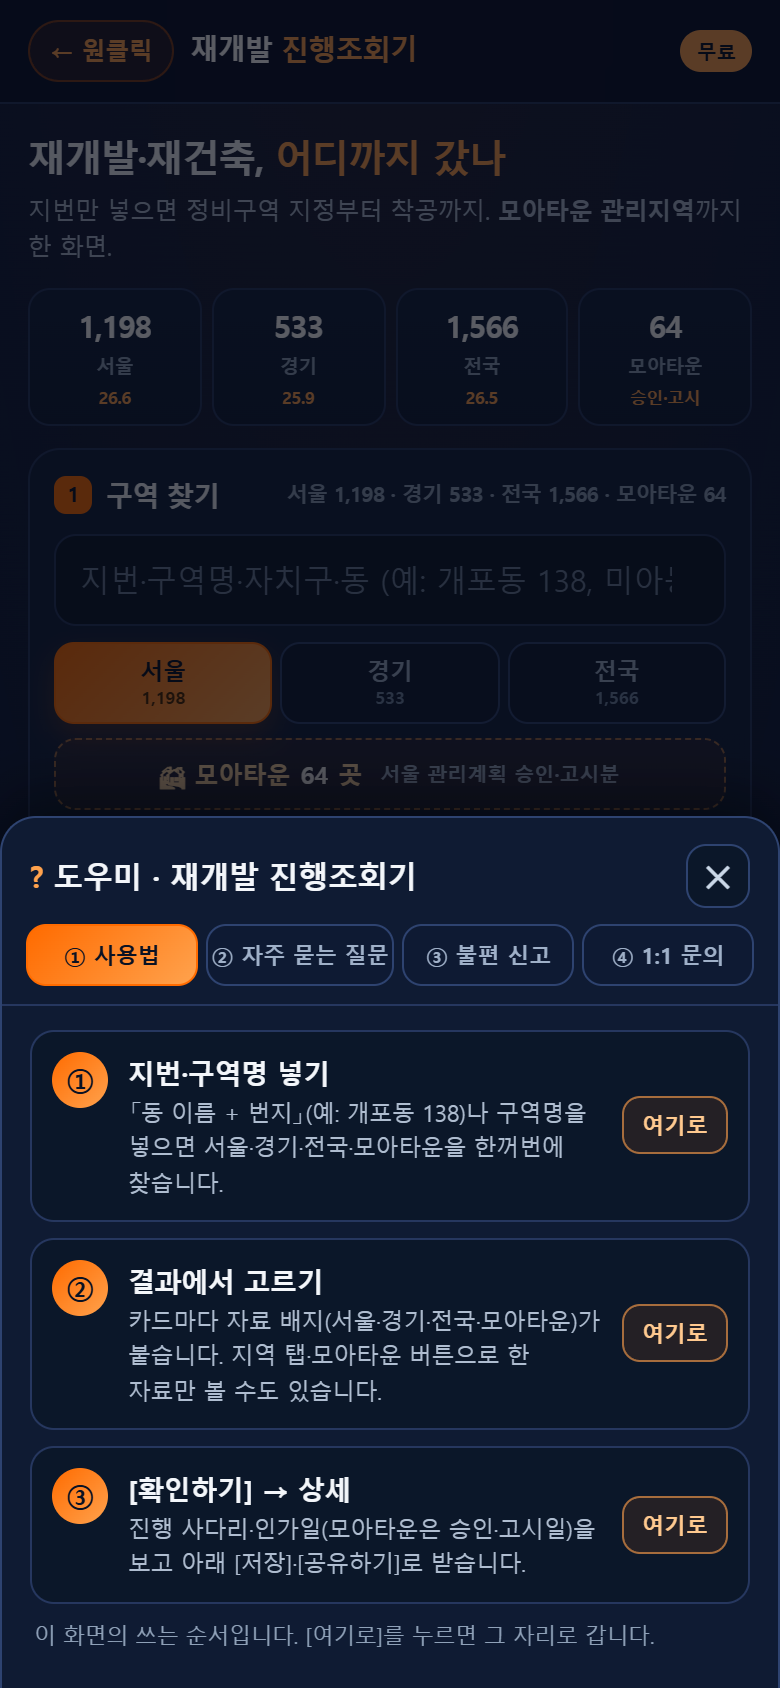 ← 원클릭 재개발 진행조회기 무료
재개발·재건축, 어디까지 갔나
지번만 넣으면 정비구역 지정부터 착공까지. 모아타운 관리지역까지
한 화면.
1,198 533 1,566 64
서울 경기 전국 모아타운
26.6 25.9 26.5 승인·고시
1 구역 찾기 서울 1,198 · 경기 533 · 전국 1,566 · 모아타운 64
지번·구역명·자치구·동 (예: 개포동 138, 미아
서울 경기 전국
1,198 533 1,566
모아타운 64 곳 서울 관리계획 승인·고시분
? 도우미 · 재개발 진행조회기 ×
① 사용법 ② 자주 묻는 질문 ③ 불편 신고 ④ 1:1 문의
① 지번·구역명 넣기
「동 이름 + 번지」(예: 개포동 138)나 구역명을
넣으면 서울·경기·전국·모아타운을 한꺼번에
찾습니다.
여기로
② 결과에서 고르기
카드마다 자료 배지(서울·경기·전국·모아타운)가
붙습니다. 지역 탭·모아타운 버튼으로 한
자료만 볼 수도 있습니다.
여기로
③ [확인하기] → 상세
진행 사다리·인가일(모아타운은 승인·고시일)을
보고 아래 [저장]·[공유하기]로 받습니다.
여기로
이 화면의 쓰는 순서입니다. [여기로]를 누르면 그 자리로 갑니다.